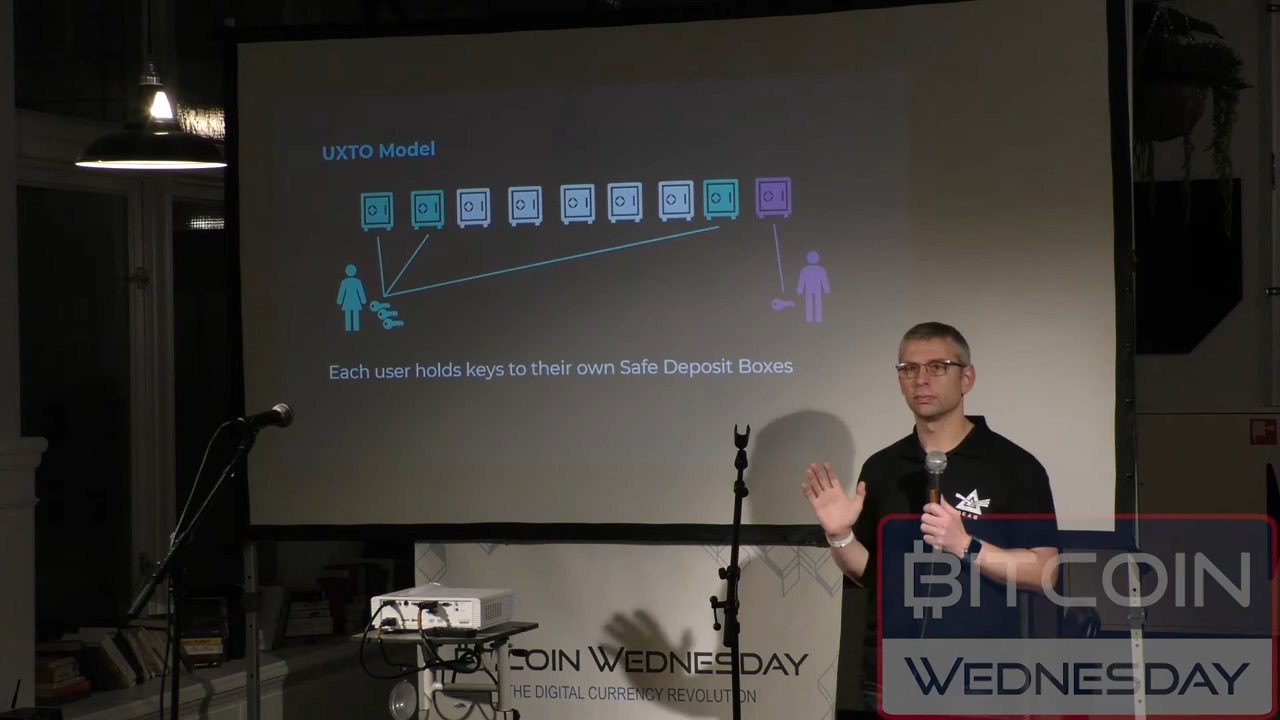 UXTO Model
Each user holds keys to their own Safe Deposit Boxes
BEAM
COIN WEDNESDAY
THE DIGITAL CURRENCY REVOLUTION
BITCOIN
WEDNESDAY